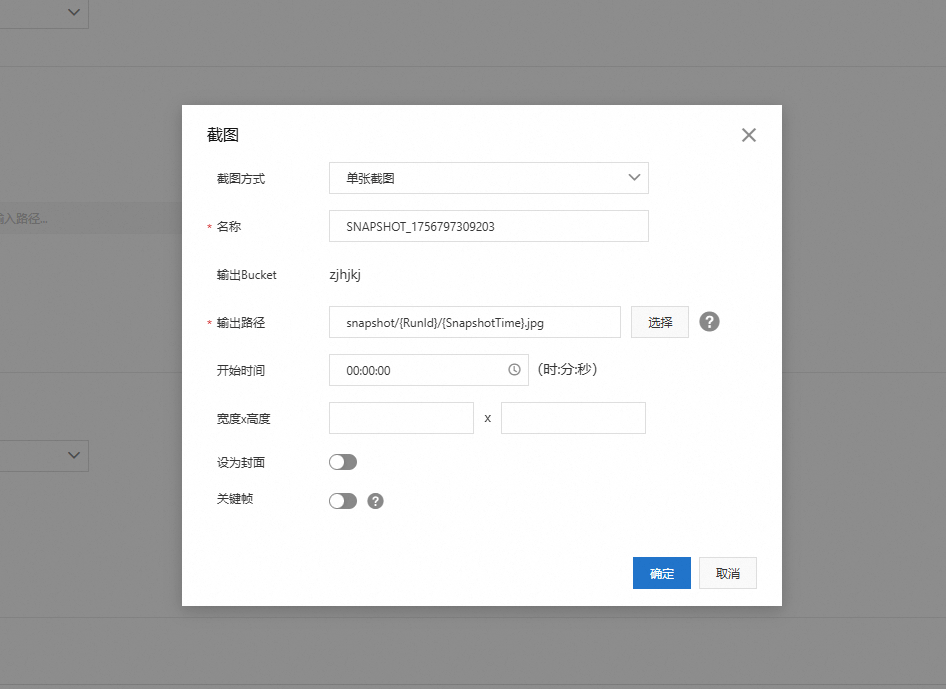 截图
截图方式 单张截图
* 名称 SNAPSHOT_1756797309203
输入路径...
输出Bucket zjhjkj
* 输出路径 snapshot/{RunId}/{SnapshotTime}.jpg 选择 ?
开始时间 00:00:00 (时:分:秒)
宽度x高度 x
设为封面
关键帧 ?
确定 取消